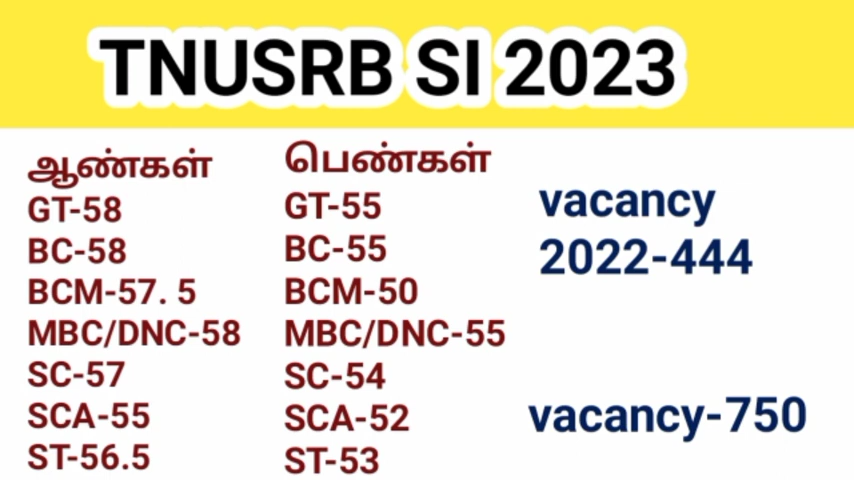 TNUSRB SI 2023
ஆண்கள்
GT-58
BC-58
BCM-57. 5
MBC/DNC-58
SC-57
SCA-55
ST-56.5
பெண்கள்
GT-55
BC-55
BCM-50
MBC/DNC-55
SC-54
SCA-52
ST-53
vacancy
2022-444
vacancy-750